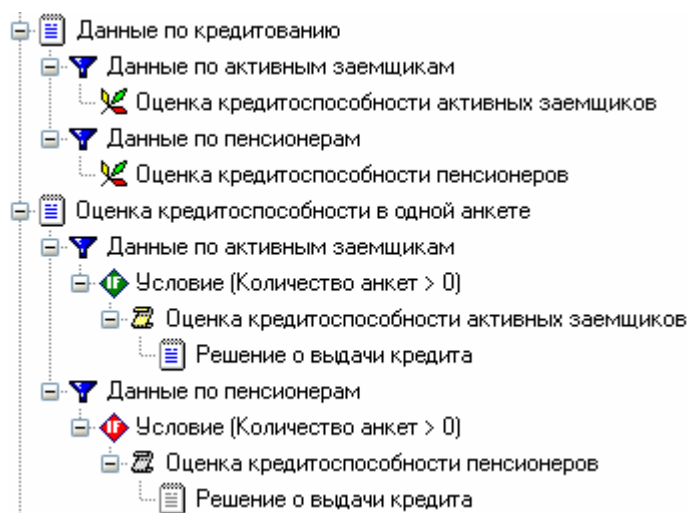 Данные по кредитованию
Данные по активным заемщикам
Оценка кредитоспособности активных заемщиков
Данные по пенсионерам
Оценка кредитоспособности пенсионеров
Оценка кредитоспособности в одной анкете
Данные по активным заемщикам
IF Условие (Количество анкет > 0)
Оценка кредитоспособности активных заемщиков
Решение о выдачи кредита
Данные по пенсионерам
IF Условие (Количество анкет > 0)
Оценка кредитоспособности пенсионеров
Решение о выдачи кредита